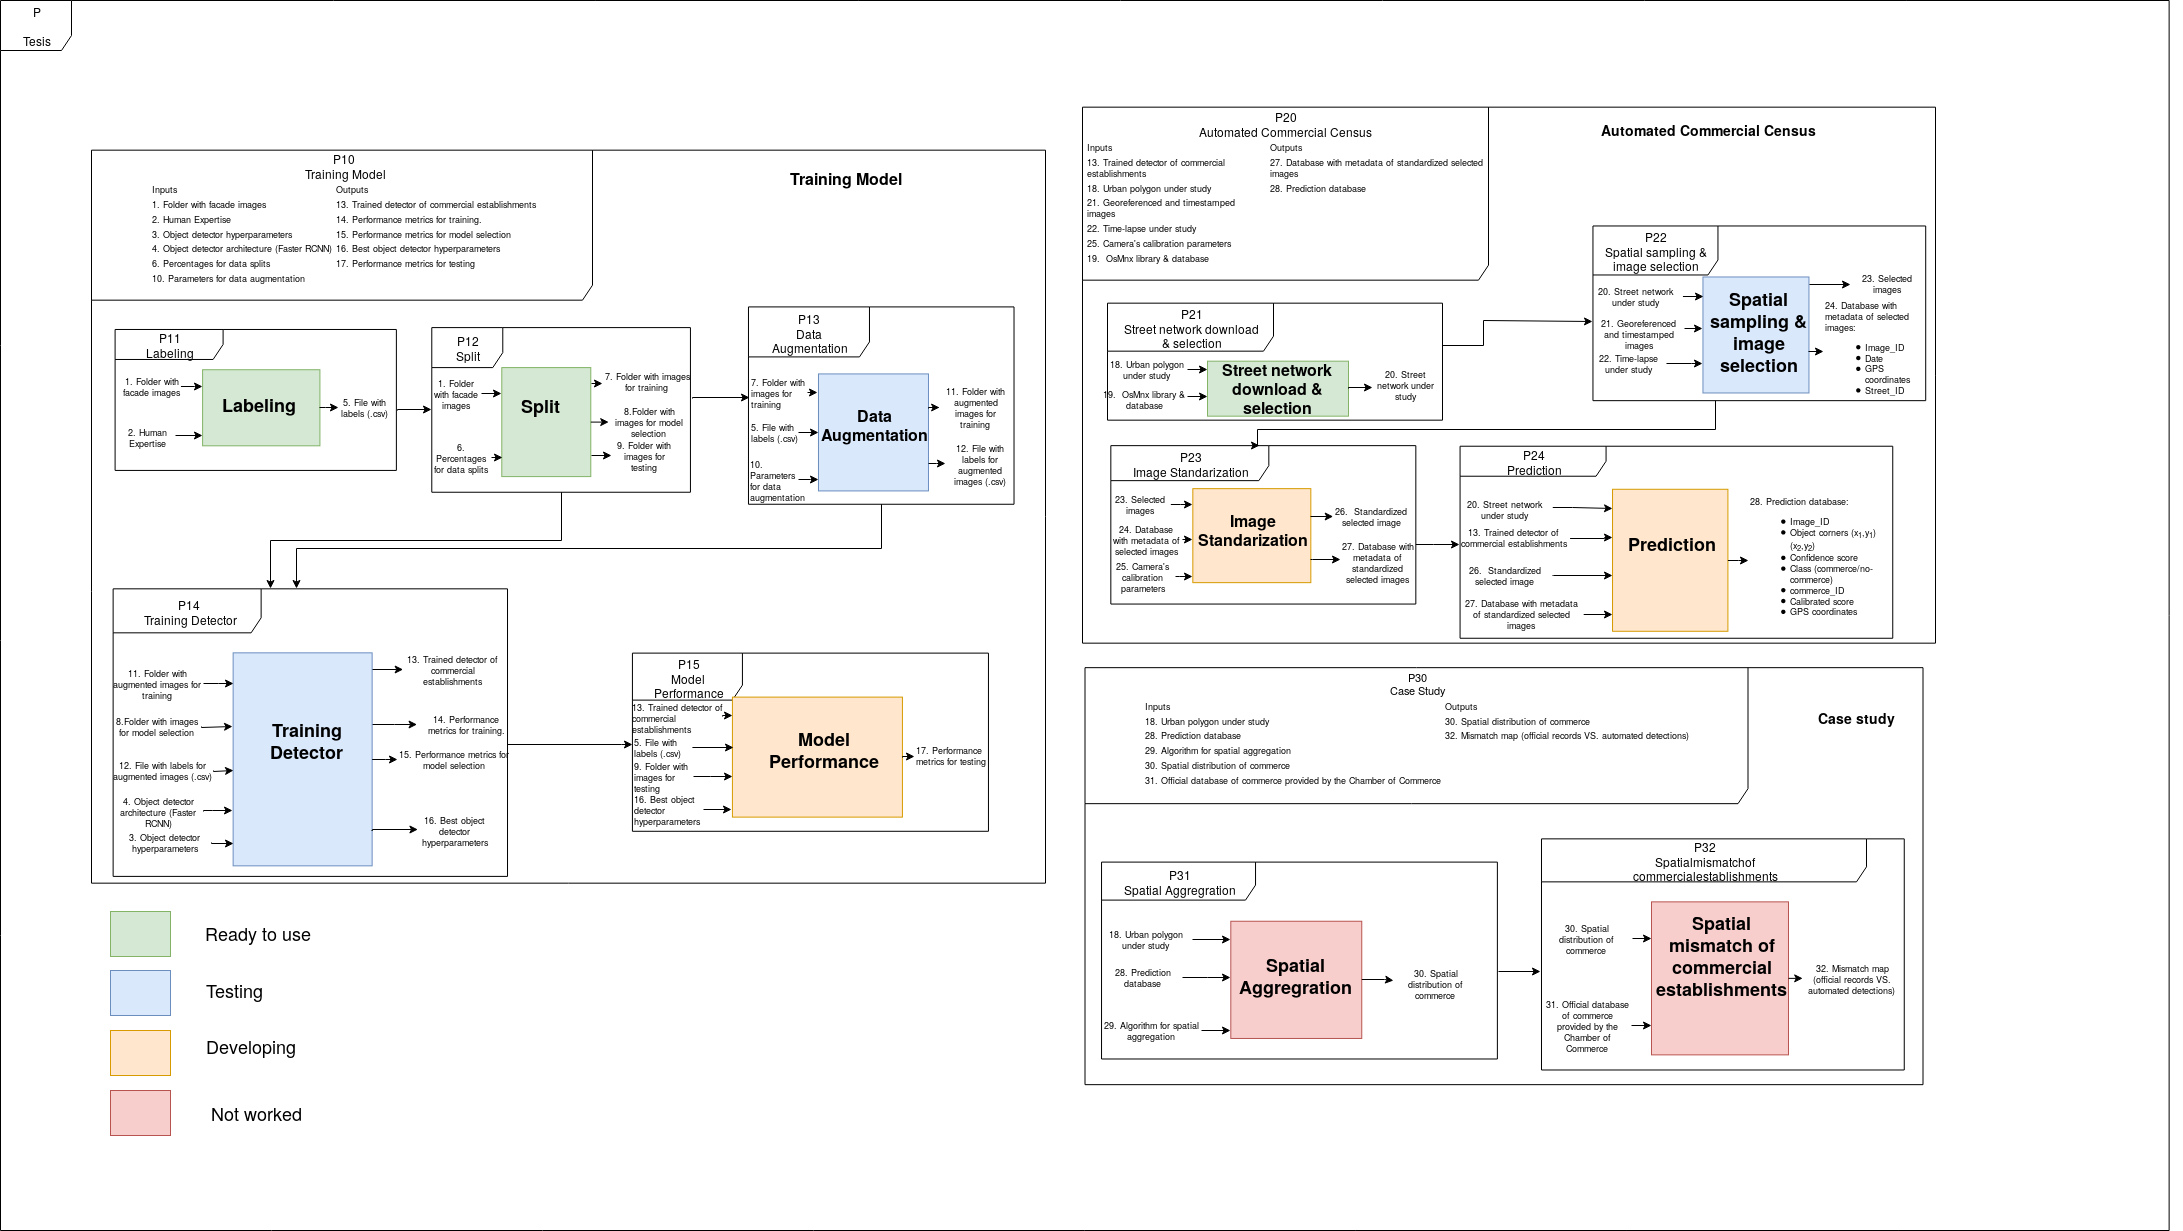 P
Tesis
P10
Training Model
Inputs
1. Folder with facade images
2. Human Expertise
3. Object detector hyperparameters
4. Object detector architecture (Faster RCNN)
6. Percentages for data splits
10. Parameters for data augmentation
Outputs
13. Trained detector of commercial establishments
14. Performance metrics for training.
15. Performance metrics for model selection
16. Best object detector hyperparameters
17. Performance metrics for testing
Training Model
P11
Labeling
1. Folder with
facade images
2. Human
Expertise
Labeling
5. File with
labels (.csv)
P12
Split
1. Folder
with facade
images
6.
Percentages
for data splits
Split
7. Folder with images
for training
8.Folder with
images for model
selection
9. Folder with
images for
testing
P13
Data
Augmentation
7. Folder with
images for
training
5. File with
labels (.csv)
10.
Parameters
for data
augmentation
Data
Augmentation
11. Folder with
augmented
images for
training
12. File with
labels for
augmented
images (.csv)
P14
Training Detector
11. Folder with
augmented images for
training
8.Folder with images
for model selection
12. File with labels for
augmented images (.csv)
4. Object detector
architecture (Faster
RCNN)
3. Object detector
hyperparameters
Training
Detector
13. Trained detector of
commercial
establishments
14. Performance
metrics for training.
15. Performance metrics for
model selection
16. Best object
detector
hyperparameters
P15
Model
Performance
13. Trained detector of
commercial
establishments
5. File with
labels (.csv)
9. Folder with
images for
testing
16. Best object
detector
hyperparameters
Model
Performance
17. Performance
metrics for testing
Ready to use
Testing
Developing
Not worked
P20
Automated Commercial Census
Inputs
13. Trained detector of commercial
establishments
18. Urban polygon under study
21. Georeferenced and timestamped
images
22. Time-lapse under study
25. Camera's calibration parameters
19. OsMnx library & database
Outputs
27. Database with metadata of standardized selected
images
28. Prediction database
Automated Commercial Census
P21
Street network download
& selection
18. Urban polygon
under study
19. OsMnx library &
database
Street network
download &
selection
20. Street
network under
study
P22
Spatial sampling &
image selection
20. Street network
under study
21. Georeferenced
and timestamped
images
22. Time-lapse
under study
Spatial
sampling &
image
selection
23. Selected
images
24. Database with
metadata of selected
images:
Image_ID
Date
GPS
coordinates
Street_ID
P23
Image Standarization
23. Selected
images
24. Database
with metadata of
selected images
25. Camera's
calibration
parameters
Image
Standarization
26. Standardized
selected image
27. Database with
metadata of
standardized
selected images
P24
Prediction
20. Street network
under study
13. Trained detector of
commercial establishments
26. Standardized
selected image
27. Database with metadata
of standardized selected
images
Prediction
28. Prediction database:
Image_ID
Object corners (x1,y1)
(x2,y2)
Confidence score
Class (commerce/no-
commerce)
commerce_ID
Calibrated score
GPS coordinates
P30
Case Study
Inputs
18. Urban polygon under study
28. Prediction database
29. Algorithm for spatial aggregation
30. Spatial distribution of commerce
31. Official database of commerce provided by the Chamber of Commerce
Outputs
30. Spatial distribution of commerce
32. Mismatch map (official records VS. automated detections)
Case study
P31
Spatial Aggregration
18. Urban polygon
under study
28. Prediction
database
29. Algorithm for spatial
aggregation
Spatial
Aggregration
30. Spatial
distribution of
commerce
P32
Spatialmismatchof
commercialestablishments
30. Spatial
distribution of
commerce
31. Official database
of commerce
provided by the
Chamber of
Commerce
Spatial
mismatch of
commercial
establishments
32. Mismatch map
(official records VS.
automated detections)